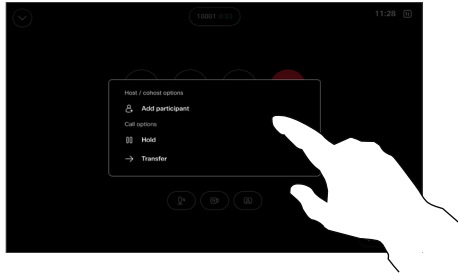 11:28
Host / cohost options
Add participant
Call options
Hold
Transfer